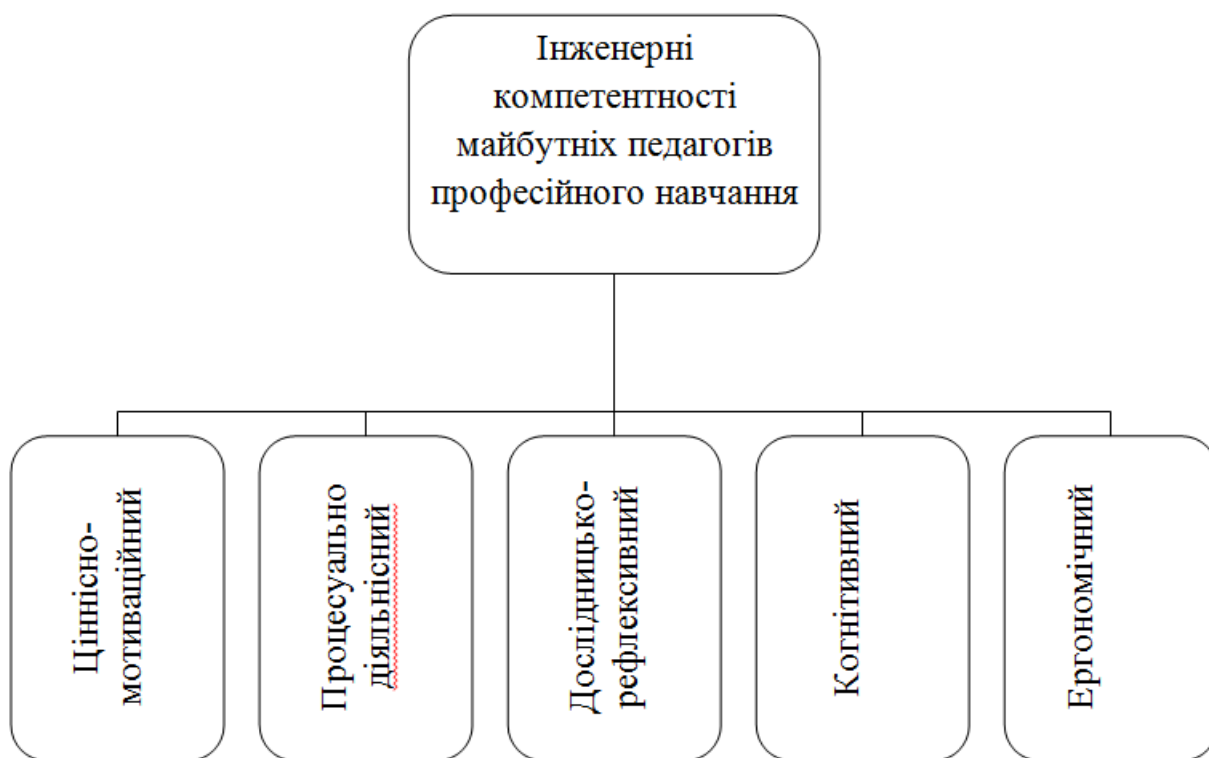 Інженерні
компетентності
майбутніх педагогів
професійного навчання
Ціннісно-
мотиваційний
Процесуально
діяльнісний
Дослідницько-
рефлексивний
Когнітивний
Ергономічний